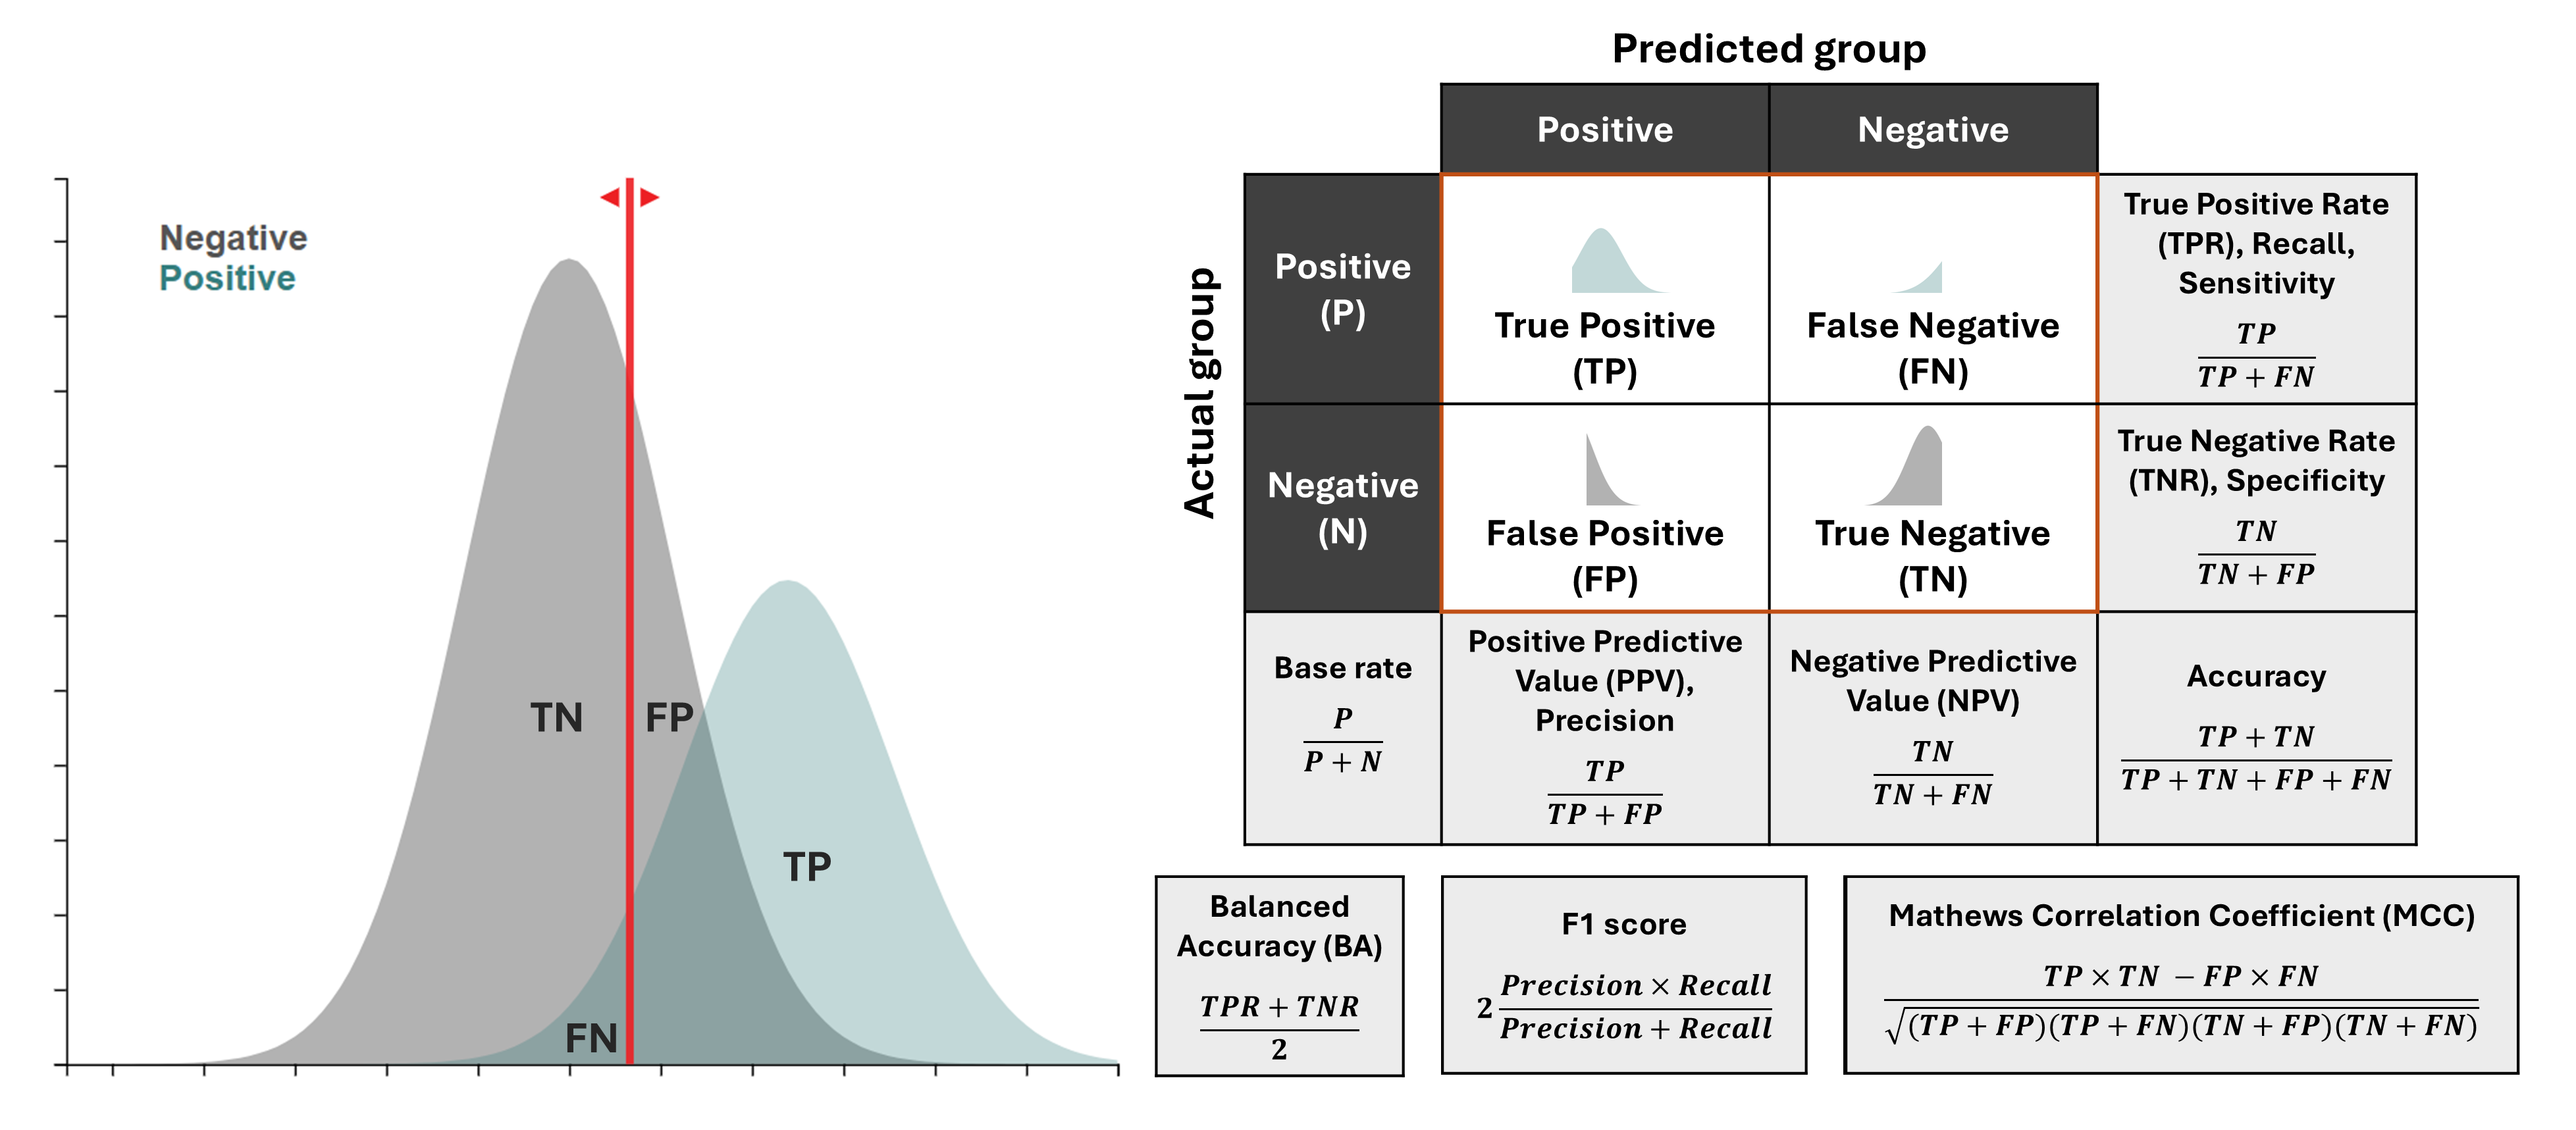 Negative
Positive
TN
FP
TP
FN
Predicted group
Positive
Negative
Actual group
Positive
(P)
True Positive
(TP)
False Negative
(FN)
True Positive Rate
(TPR), Recall,
Sensitivity
TP
TP + FN
Negative
(N)
False Positive
(FP)
True Negative
(TN)
True Negative Rate
(TNR), Specificity
TN
TN + FP
Base rate
P
P + N
Positive Predictive
Value (PPV),
Precision
TP
TP + FP
Negative Predictive
Value (NPV)
TN
TN + FN
Accuracy
TP + TN
TP + TN + FP + FN
Balanced
Accuracy (BA)
TPR + TNR
2
F1 score
2 Precision × Recall
Precision + Recall
Mathews Correlation Coefficient (MCC)
TP × TN − FP × FN
√(TP + FP)(TP + FN)(TN + FP)(TN + FN)